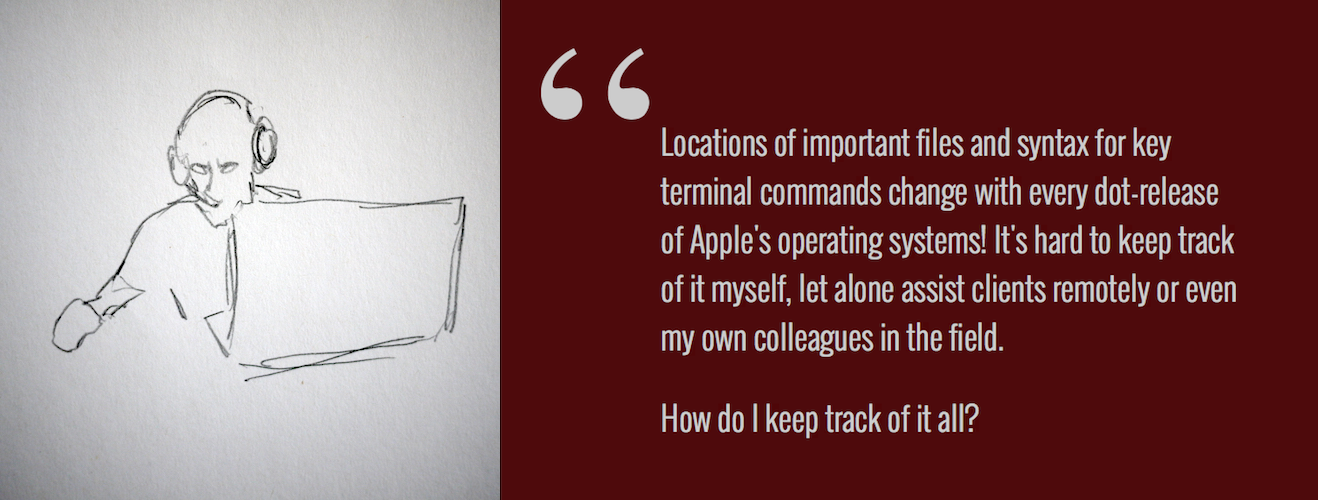 “
Locations of important files and syntax for key
terminal commands change with every dot-release
of Apple's operating systems! It's hard to keep track
of it myself, let alone assist clients remotely or even
my own colleagues in the field.
How do I keep track of it all?